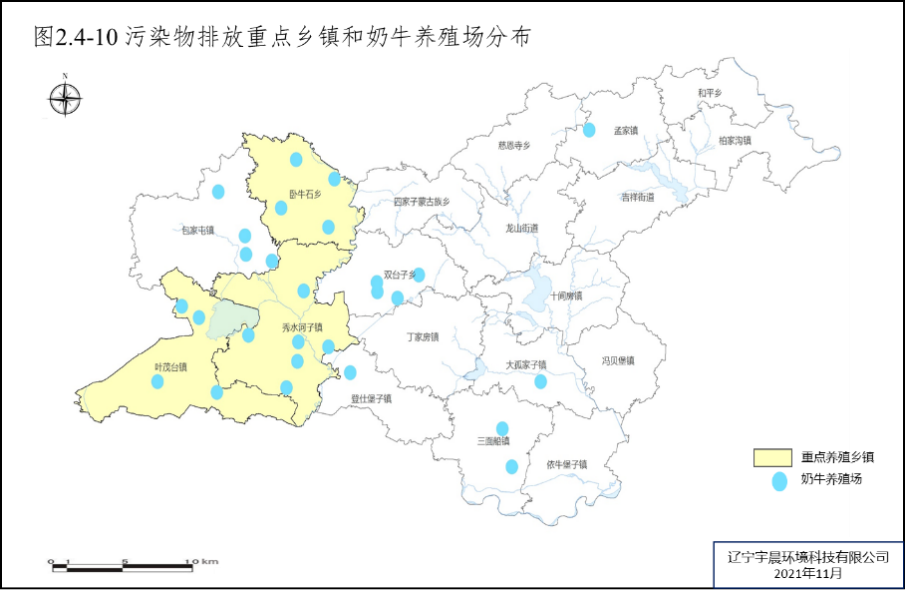 图2.4-10 污染物排放重点乡镇和奶牛养殖场分布
N
和平乡
孟家镇
柏家沟镇
慈恩寺乡
卧牛石乡
吉祥街道
四家子蒙古族乡
包家屯镇
龙山街道
双台子乡
十间房镇
秀水河子镇
丁家房镇
冯贝堡镇
叶茂台镇
大孤家子镇
登仕堡子镇
三面船镇
依牛堡子镇
重点养殖乡镇
奶牛养殖场
0 1 5 10 km
辽宁宇晨环境科技有限公司
2021年11月